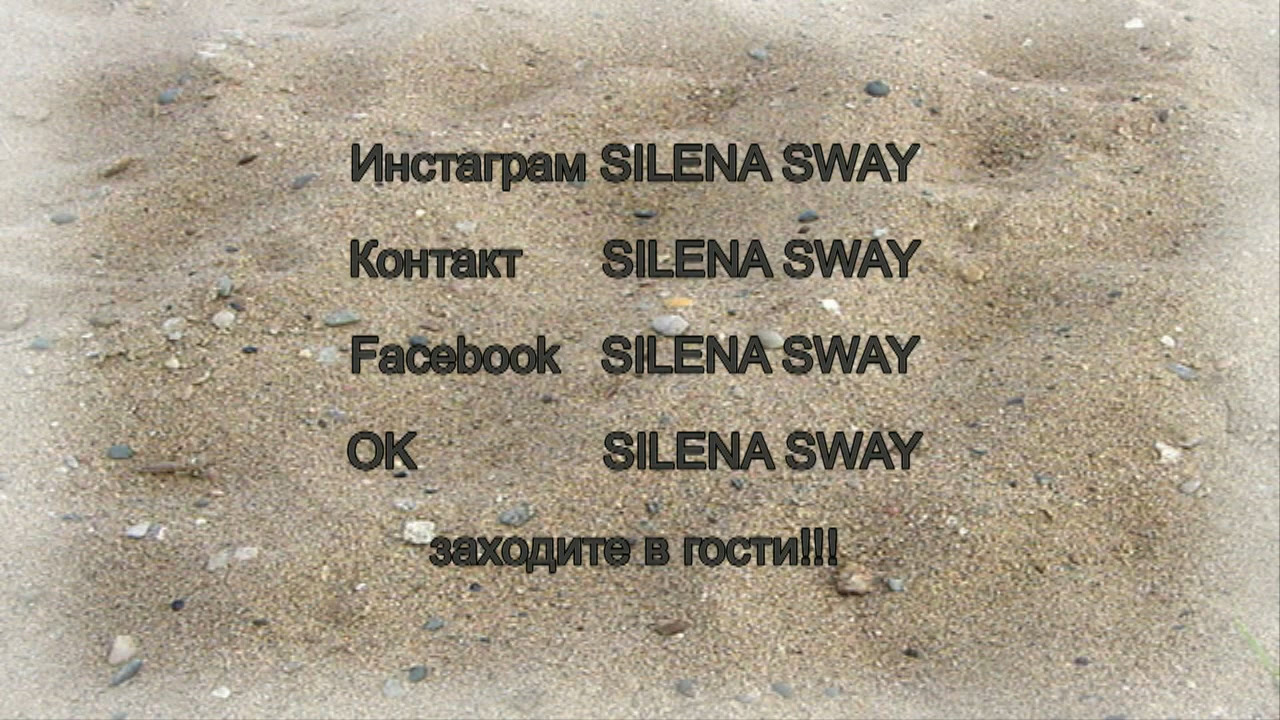 Инстаграм SILENA SWAY
Контакт SILENA SWAY
Facebook SILENA SWAY
OK SILENA SWAY
заходите в гости!!!